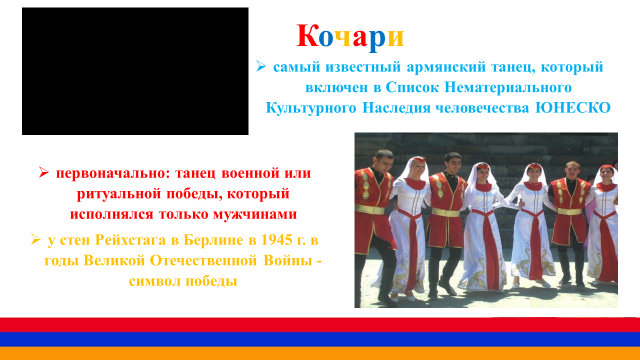 Кочари
самый известный армянский танец, который
включен в Список Нематериального
Культурного Наследия человечества ЮНЕСКО
первоначально: танец военной или
ритуальной победы, который
исполнялся только мужчинами
у стен Рейхстага в Берлине в 1945 г. в
годы Великой Отечественной Войны -
символ победы